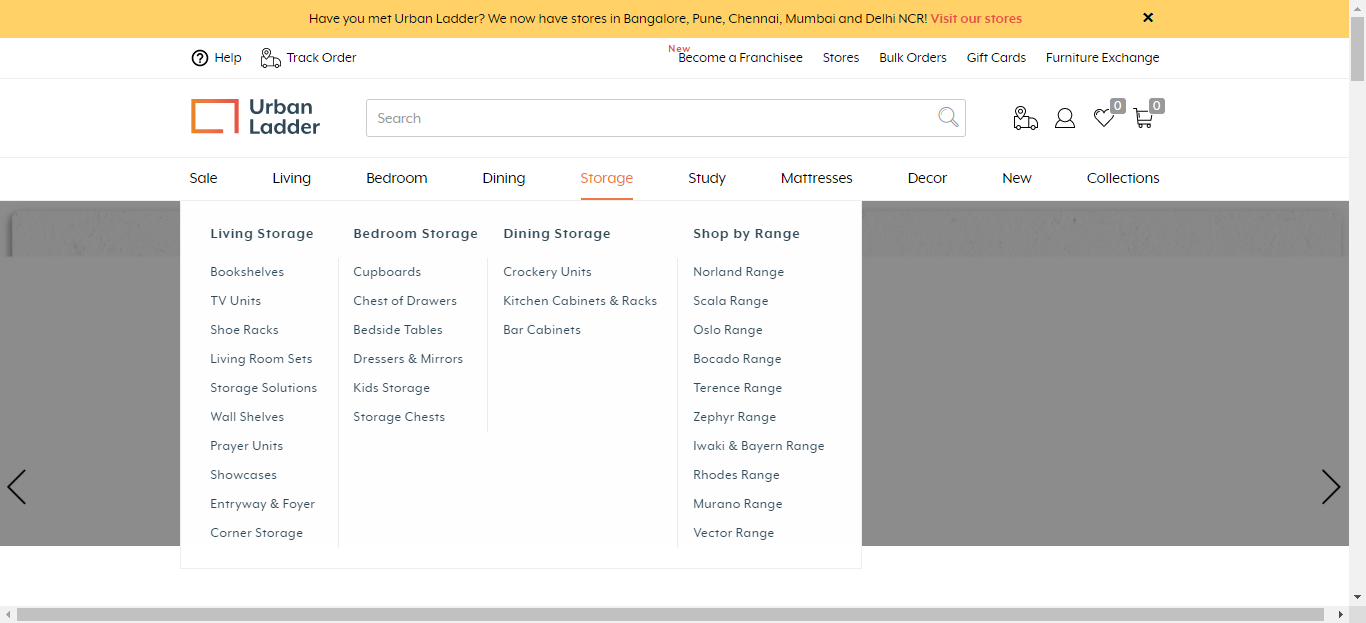 Have you met Urban Ladder? We now have stores in Bangalore, Pune, Chennai, Mumbai and Delhi NCR! Visit our stores
Help
Track Order
New
Become a Franchisee
Stores
Bulk Orders
Gift Cards
Furniture Exchange
Urban
Ladder
Search
0
0
Sale
Living
Bedroom
Dining
Storage
Study
Mattresses
Decor
New
Collections
Living Storage
Bookshelves
TV Units
Shoe Racks
Living Room Sets
Storage Solutions
Wall Shelves
Prayer Units
Showcases
Entryway & Foyer
Corner Storage
Bedroom Storage
Cupboards
Chest of Drawers
Bedside Tables
Dressers & Mirrors
Kids Storage
Storage Chests
Dining Storage
Crockery Units
Kitchen Cabinets & Racks
Bar Cabinets
Shop by Range
Norland Range
Scala Range
Oslo Range
Bocado Range
Terence Range
Zephyr Range
Iwaki & Bayern Range
Rhodes Range
Murano Range
Vector Range